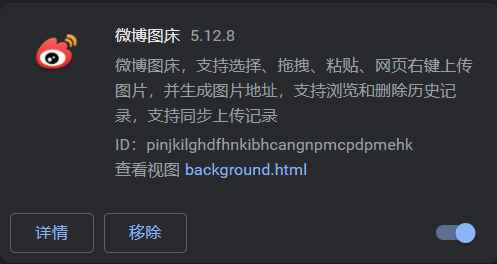 微博图床 5.12.8
微博图床，支持选择、拖拽、粘贴、网页右键上传
图片，并生成图片地址，支持浏览和删除历史记
录，支持同步上传记录
ID：pinjkilghdfhnkibhcangnpmcpdpmehk
查看视图 background.html
详情 移除